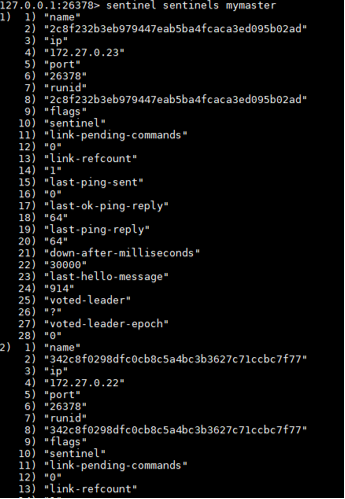 127.0.0.1:26378> sentinel sentinels mymaster
1)  1) "name"
2) "2c8f232b3eb979447eab5ba4fcaca3ed095b02ad"
3) "ip"
4) "172.27.0.23"
5) "port"
6) "26378"
7) "runid"
8) "2c8f232b3eb979447eab5ba4fcaca3ed095b02ad"
9) "flags"
10) "sentinel"
11) "link-pending-commands"
12) "0"
13) "link-refcount"
14) "1"
15) "last-ping-sent"
16) "0"
17) "last-ok-ping-reply"
18) "64"
19) "last-ping-reply"
20) "64"
21) "down-after-milliseconds"
22) "30000"
23) "last-hello-message"
24) "914"
25) "voted-leader"
26) "?"
27) "voted-leader-epoch"
28) "0"
2)  1) "name"
2) "342c8f0298dfc0cb8c5a4bc3b3627c71ccbc7f77"
3) "ip"
4) "172.27.0.22"
5) "port"
6) "26378"
7) "runid"
8) "342c8f0298dfc0cb8c5a4bc3b3627c71ccbc7f77"
9) "flags"
10) "sentinel"
11) "link-pending-commands"
12) "0"
13) "link-refcount"